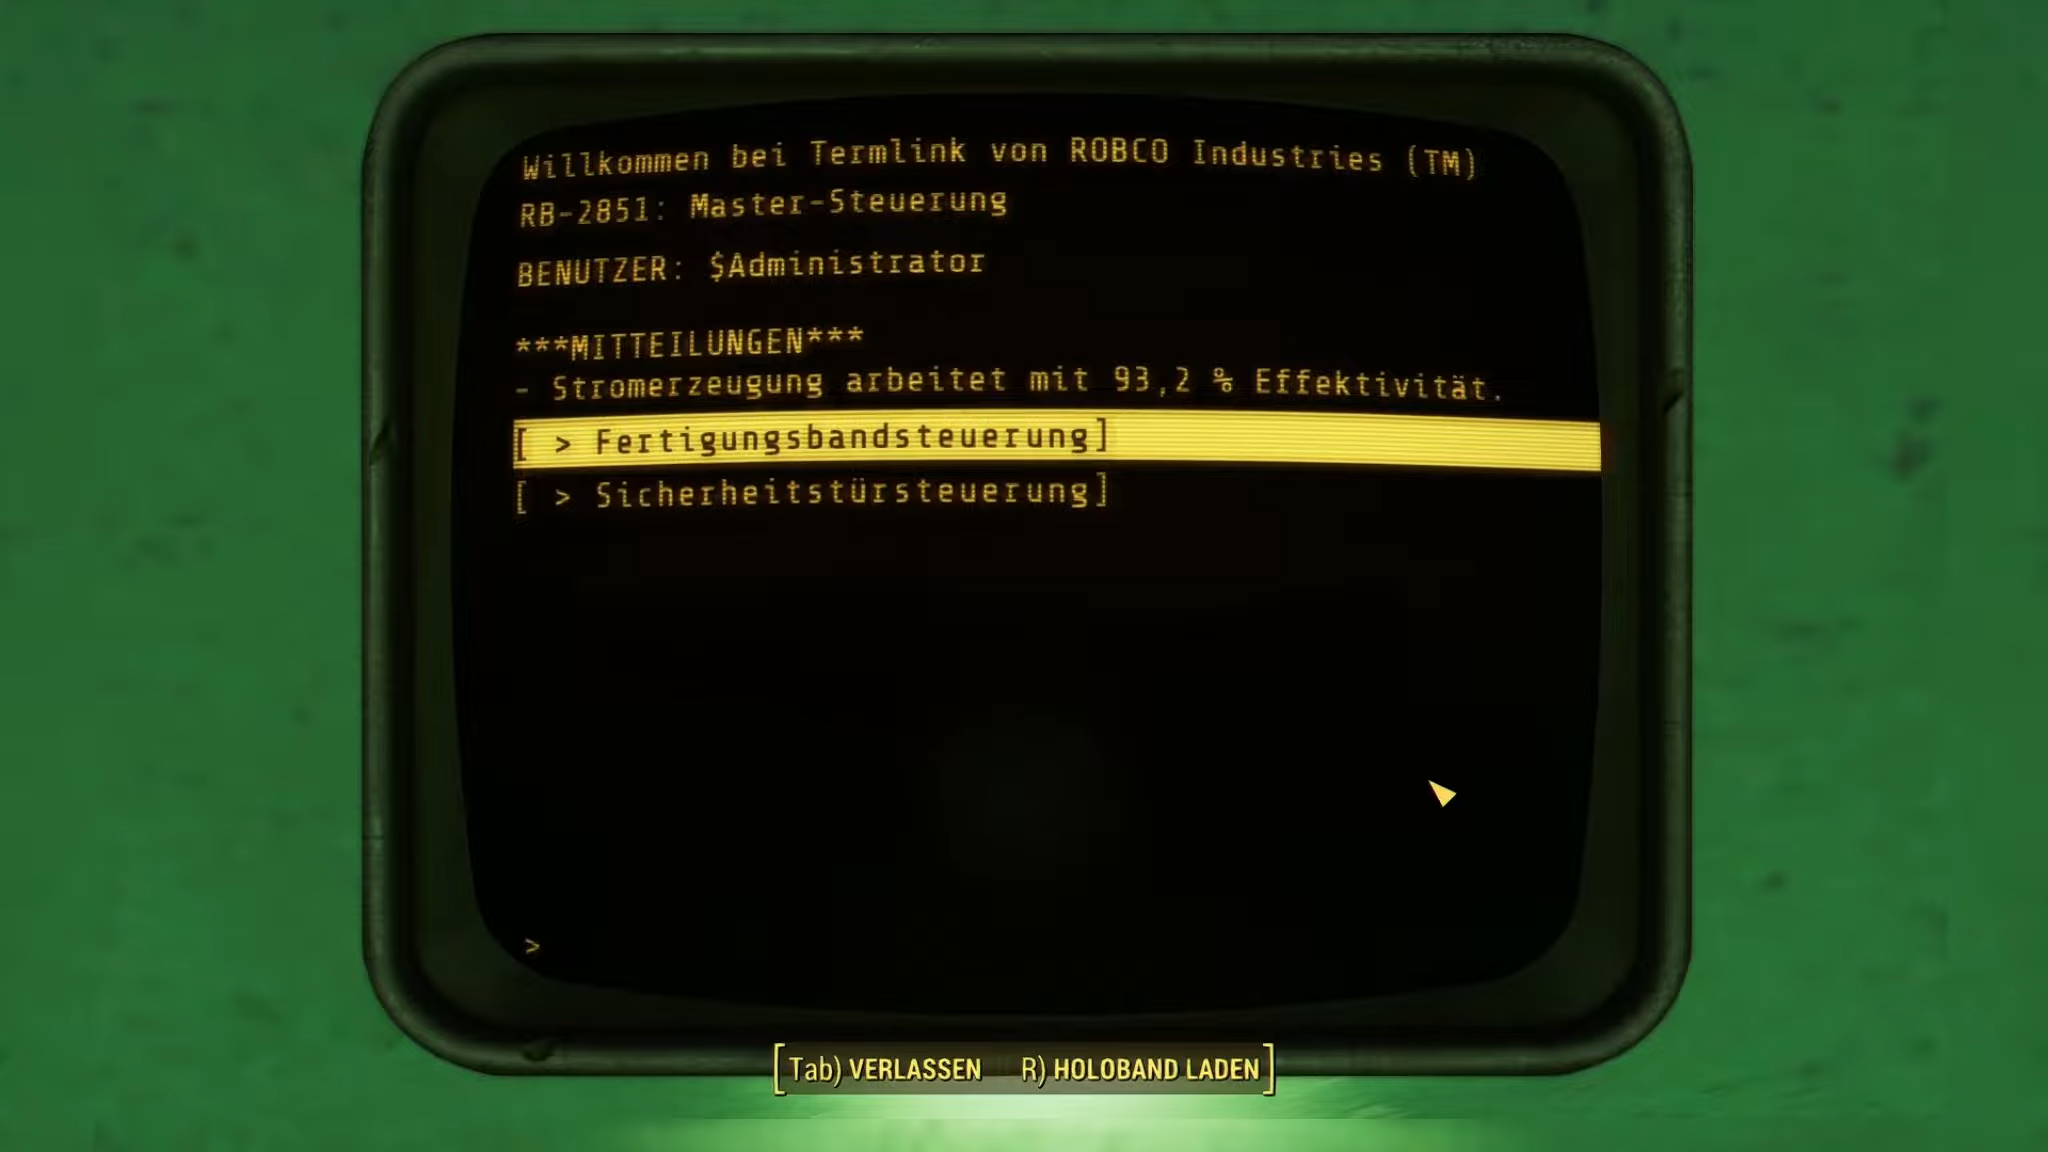 Willkommen bei Termlink von ROBCO Industries (TM)
RB-2851: Master-Steuerung
BENUTZER: $Administrator
***MITTEILUNGEN***
- Stromerzeugung arbeitet mit 93,2 % Effektivität.
[ > Fertigungsbandsteuerung]
[ > Sicherheitstürsteuerung]
>
[Tab) VERLASSEN R) HOLOBAND LADEN]